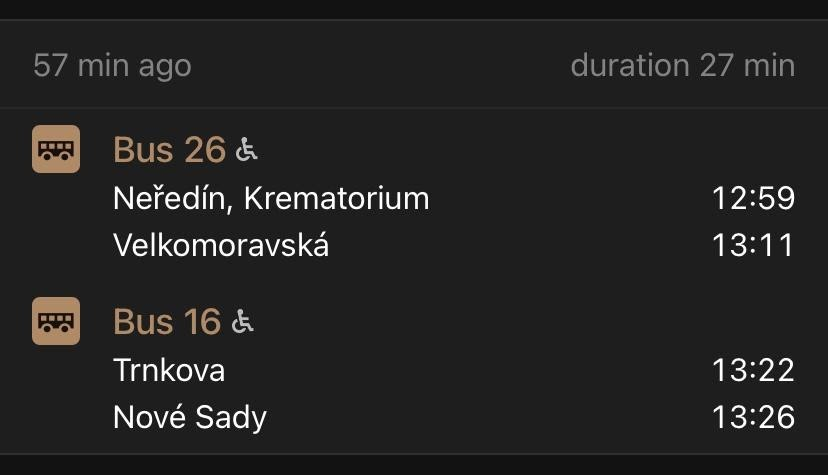 57 min ago duration 27 min
Bus 26
Neředín, Krematorium 12:59
Velkomoravská 13:11
Bus 16
Trnkova 13:22
Nové Sady 13:26